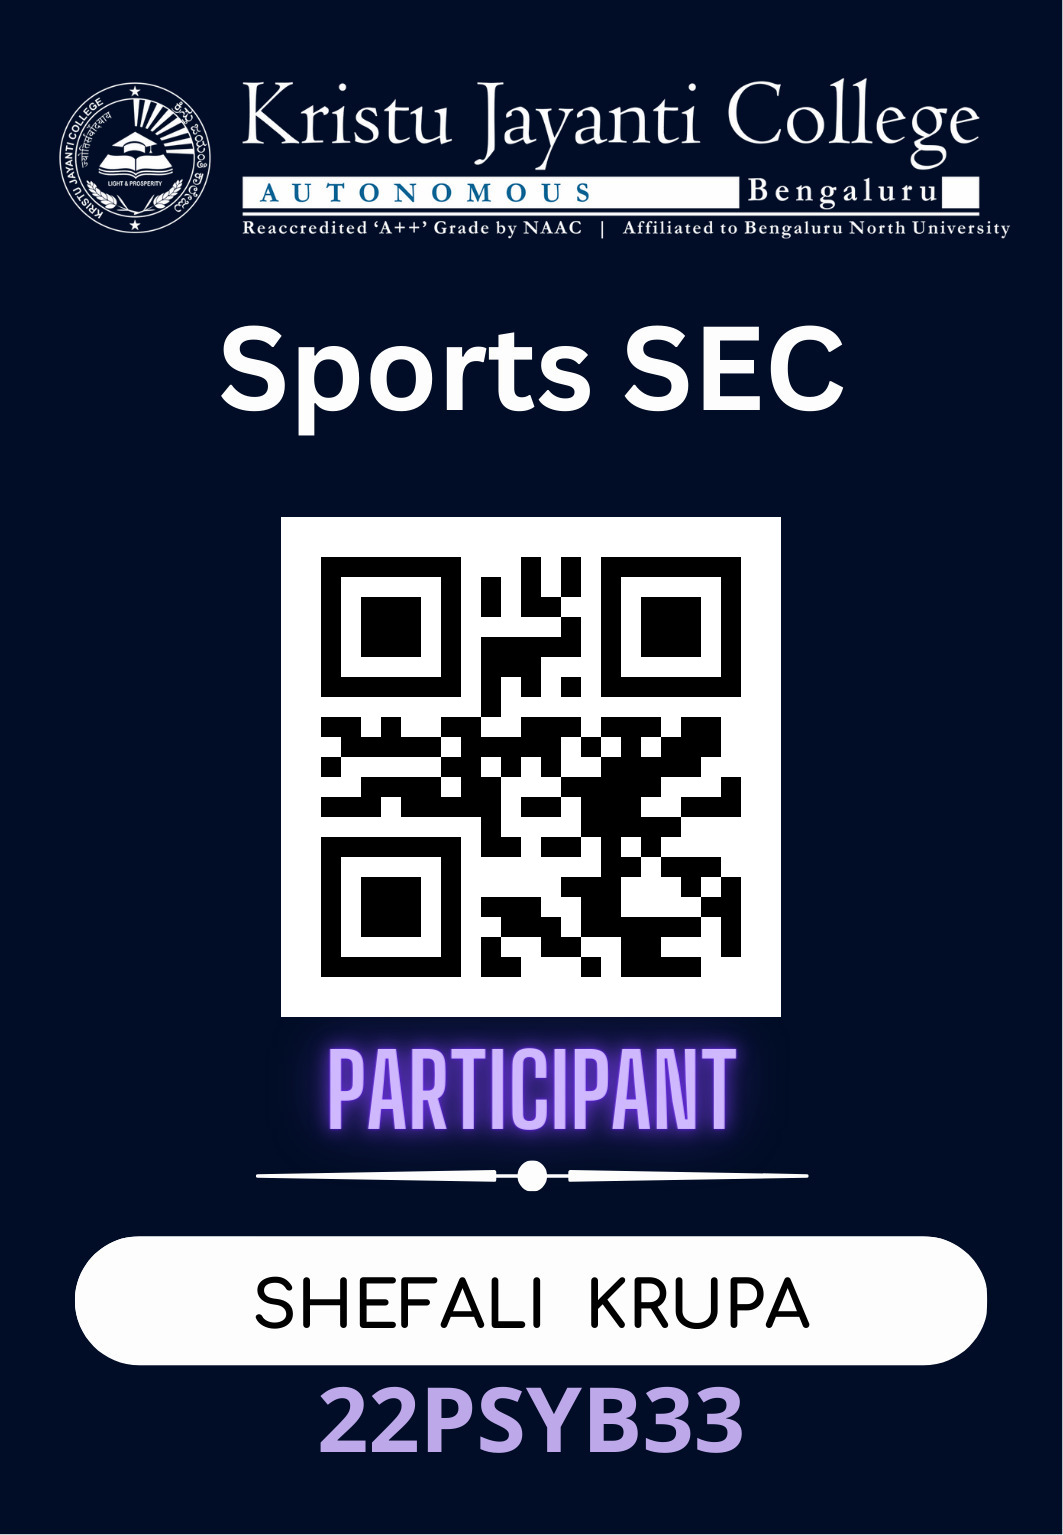 KRISTU JAYANTI COLLEGE
ಕ್ರಿಸ್ತು ಜಯಂತಿ ಕಾಲೇಜು
LIGHT & PROSPERITY
Kristu Jayanti College
AUTONOMOUS Bengaluru
Reaccredited ‘A++’ Grade by NAAC | Affiliated to Bengaluru North University
Sports SEC
PARTICIPANT
SHEFALI KRUPA
22PSYB33